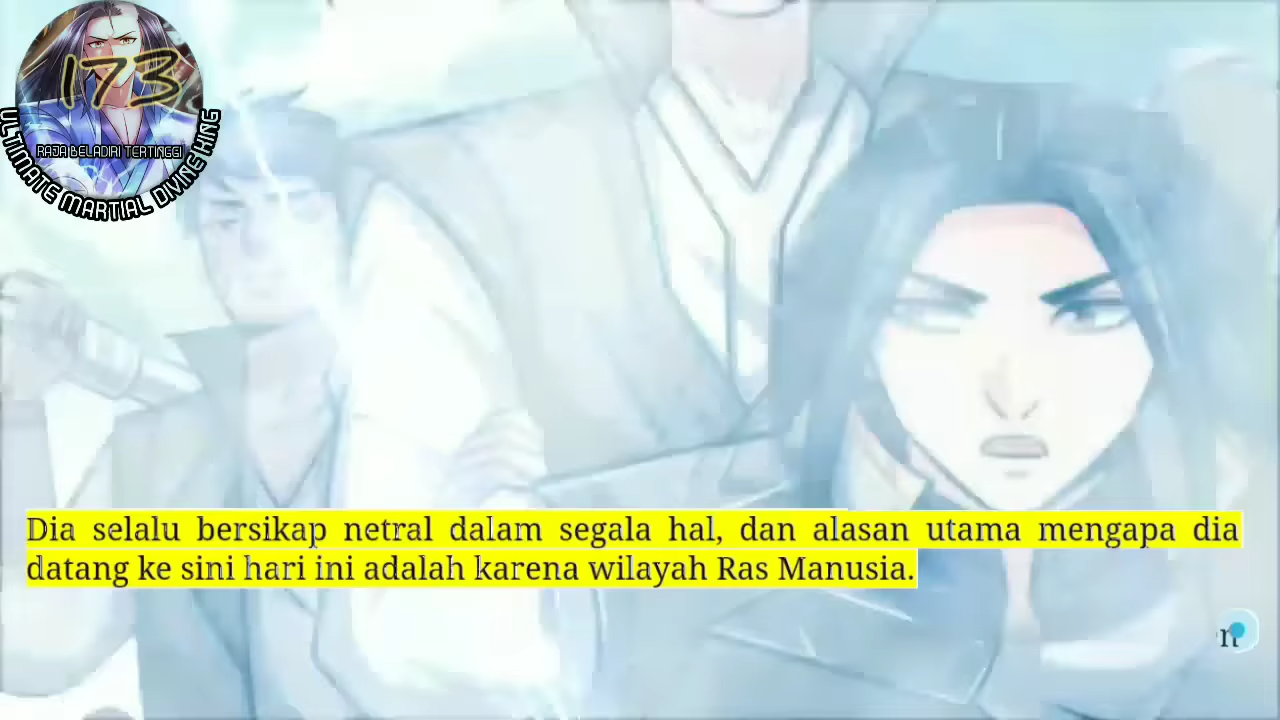 173
RAJA BELADIRI TERTINGGI
ULTIMATE MARTIAL DIVINE KING
Dia selalu bersikap netral dalam segala hal, dan alasan utama mengapa dia
datang ke sini hari ini adalah karena wilayah Ras Manusia.